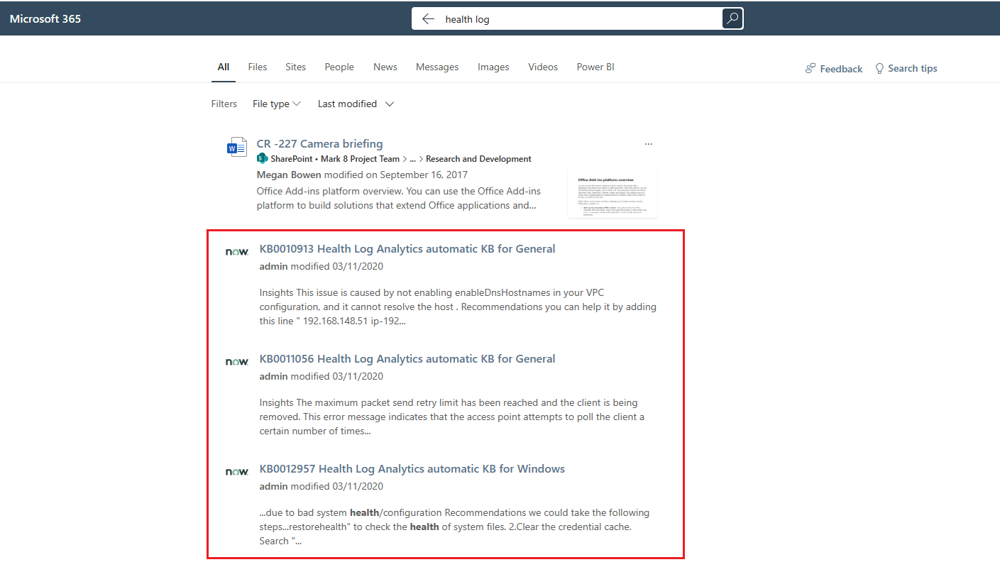 Microsoft 365
health log
All Files Sites People News Messages Images Videos Power BI
Feedback Search tips
Filters File type Last modified
CR -227 Camera briefing
SharePoint • Mark 8 Project Team > ... > Research and Development
Megan Bowen modified on September 16, 2017
Office Add-ins platform overview. You can use the Office Add-ins
platform to build solutions that extend Office applications and...
Office Add-ins platform overview
now.
KB0010913 Health Log Analytics automatic KB for General
admin modified 03/11/2020
Insights This issue is caused by not enabling enableDnsHostnames in your VPC
configuration, and it cannot resolve the host . Recommendations you can help it by adding
this line " 192.168.148.51 ip-192...
now.
KB0011056 Health Log Analytics automatic KB for General
admin modified 03/11/2020
Insights The maximum packet send retry limit has been reached and the client is being
removed. This error message indicates that the access point attempts to poll the client a
certain number of times...
now.
KB0012957 Health Log Analytics automatic KB for Windows
admin modified 03/11/2020
...due to bad system health/configuration Recommendations we could take the following
steps...restorehealth" to check the health of system files. 2.Clear the credential cache.
Search "...